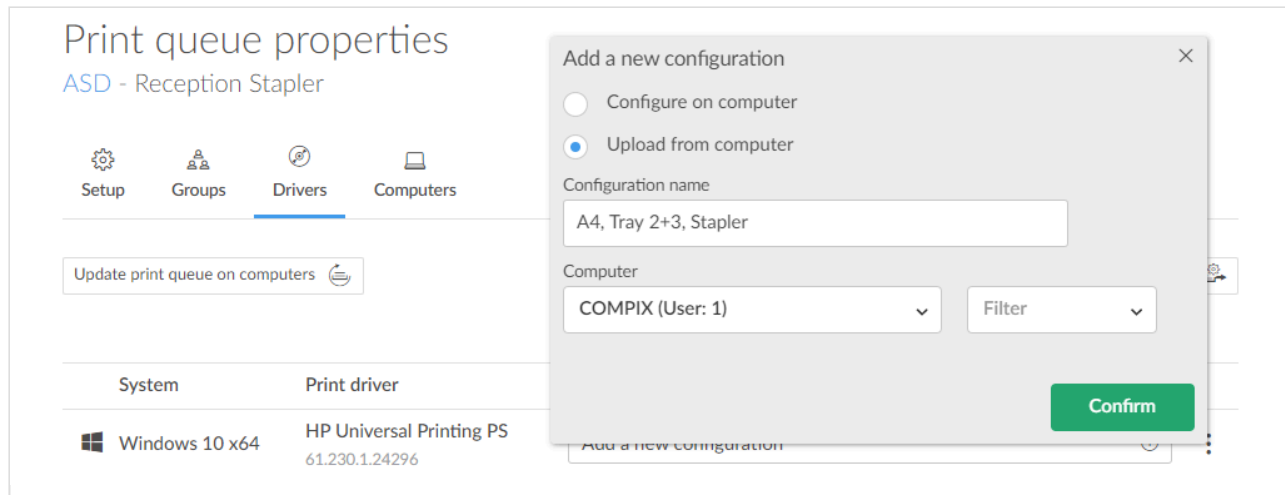 Print queue properties
ASD - Reception Stapler
Setup
Groups
Drivers
Computers
Update print queue on computers
System
Print driver
Windows 10 x64
HP Universal Printing PS
61.230.1.24296
Add a new configuration
Configure on computer
Upload from computer
Configuration name
A4, Tray 2+3, Stapler
Computer
COMPIX (User: 1)
Filter
Confirm
Add a new configuration